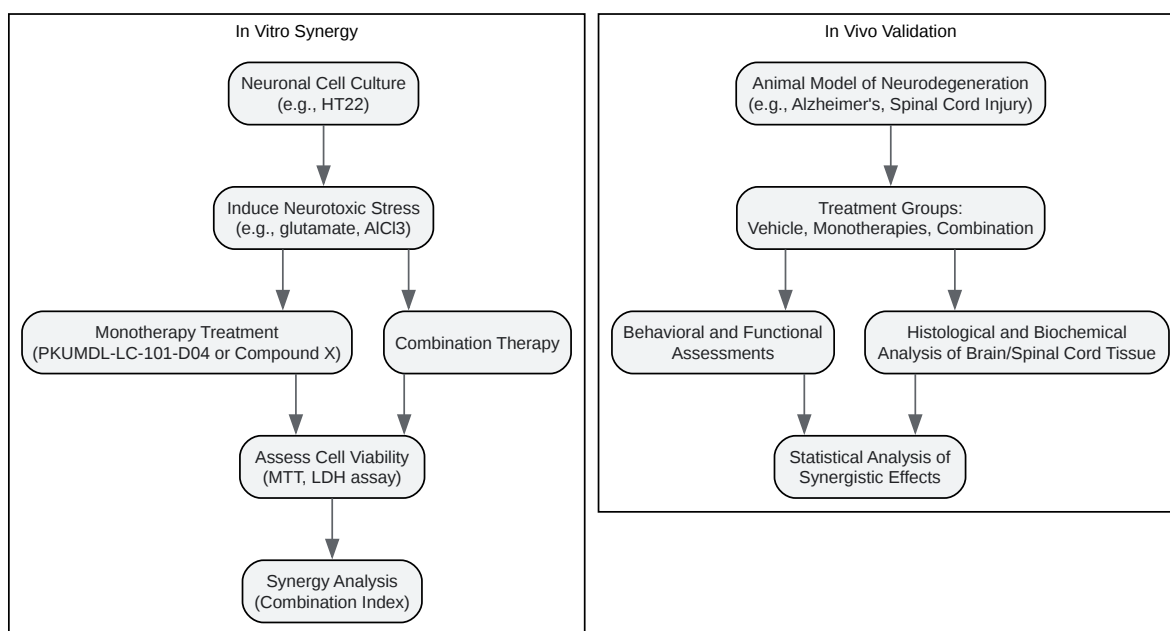 In Vitro Synergy
Neuronal Cell Culture
(e.g., HT22)
Induce Neurotoxic Stress
(e.g., glutamate, AlCl3)
Monotherapy Treatment
(PKUMDL-LC-101-D04 or Compound X)
Combination Therapy
Assess Cell Viability
(MTT, LDH assay)
Synergy Analysis
(Combination Index)
In Vivo Validation
Animal Model of Neurodegeneration
(e.g., Alzheimer's, Spinal Cord Injury)
Treatment Groups:
Vehicle, Monotherapies, Combination
Behavioral and Functional
Assessments
Histological and Biochemical
Analysis of Brain/Spinal Cord Tissue
Statistical Analysis of
Synergistic Effects